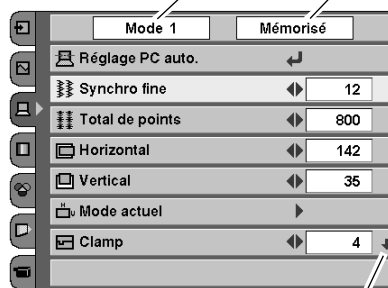 Mode 1 Mémorisé
Réglage PC auto.
Synchro fine 12
Total de points 800
Horizontal 142
Vertical 35
Mode actuel
Clamp 4